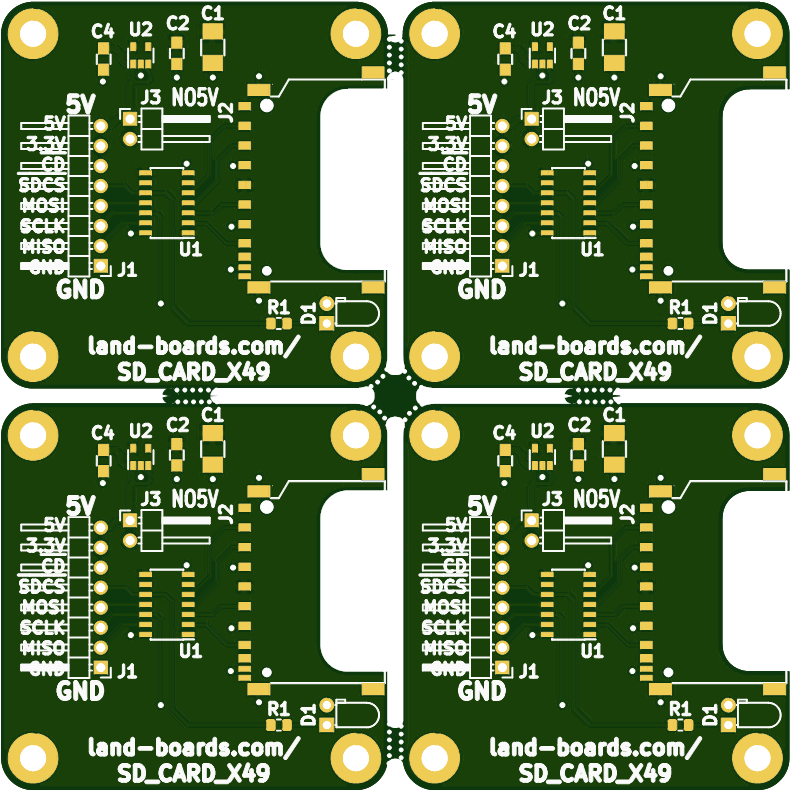 C4 U2 C2 C1
5V J3 NO5V J2
5V
3.3V
CD
SDCS
MOSI
SCLK
MISO U1
GND J1
GND
R1 D1
land-boards.com/
SD_CARD_X49
C4 U2 C2 C1
5V J3 NO5V J2
5V
3.3V
CD
SDCS
MOSI
SCLK
MISO U1
GND J1
GND
R1 D1
land-boards.com/
SD_CARD_X49
C4 U2 C2 C1
5V J3 NO5V J2
5V
3.3V
CD
SDCS
MOSI
SCLK
MISO U1
GND J1
GND
R1 D1
land-boards.com/
SD_CARD_X49
C4 U2 C2 C1
5V J3 NO5V J2
5V
3.3V
CD
SDCS
MOSI
SCLK
MISO U1
GND J1
GND
R1 D1
land-boards.com/
SD_CARD_X49